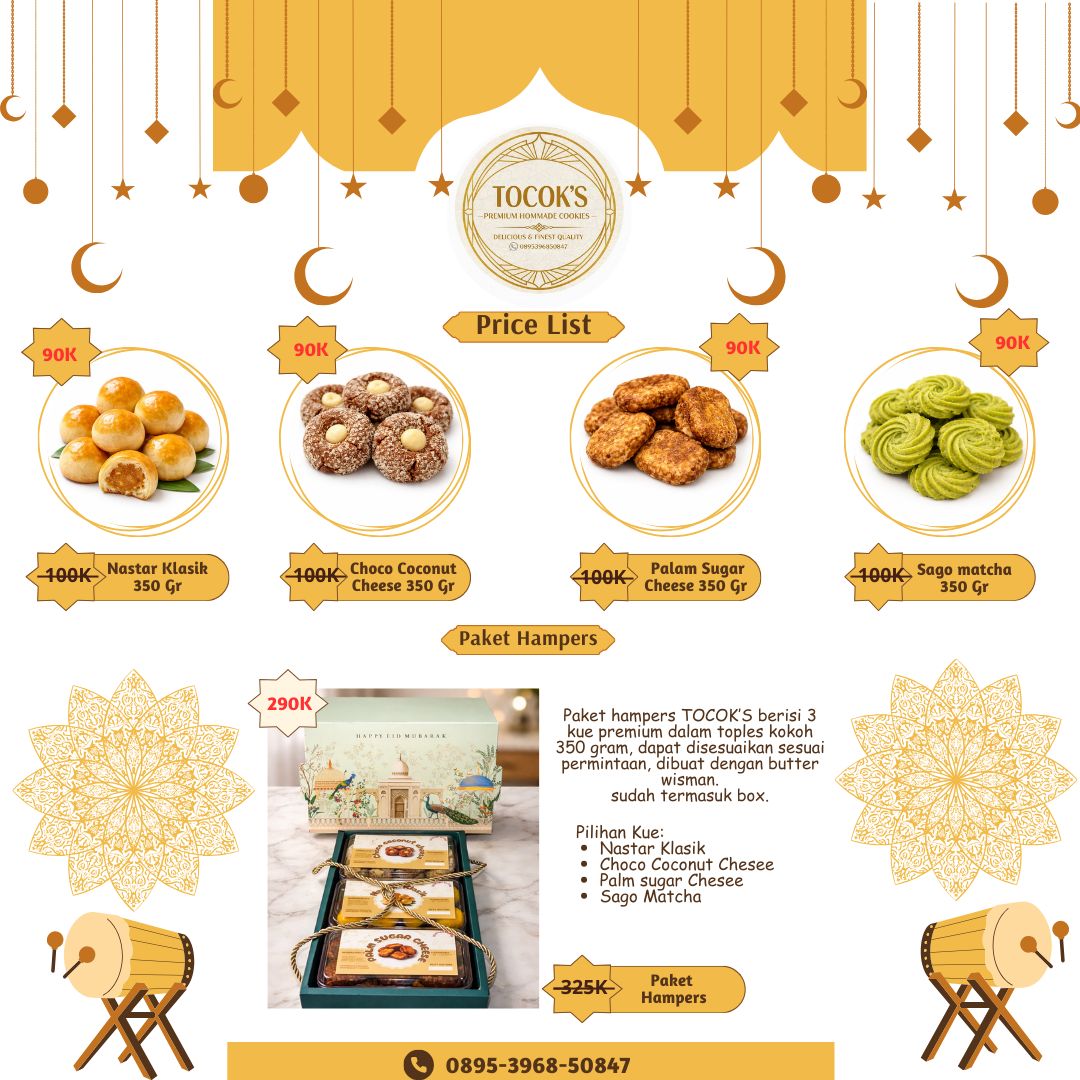 TOCOK'S
PREMIUM HOMMADE COOKIES
DELICIOUS & FINEST QUALITY
0895396850847
Price List
90K
90K
90K
90K
100K
Nastar Klasik
350 Gr
100K
Choco Coconut
Cheese 350 Gr
100K
Palam Sugar
Cheese 350 Gr
100K
Sago matcha
350 Gr
Paket Hampers
290K
HAPPY EID MUBARAK
choco coconut
PALM SUGAR CHEESE
Paket hampers TOCOK'S berisi 3
kue premium dalam toples kokoh
350 gram, dapat disesuaikan sesuai
permintaan, dibuat dengan butter
wisman.
sudah termasuk box.
Pilihan Kue:
• Nastar Klasik
• Choco Coconut Chesee
• Palm sugar Chesee
• Sago Matcha
325K
Paket
Hampers
0895-3968-50847